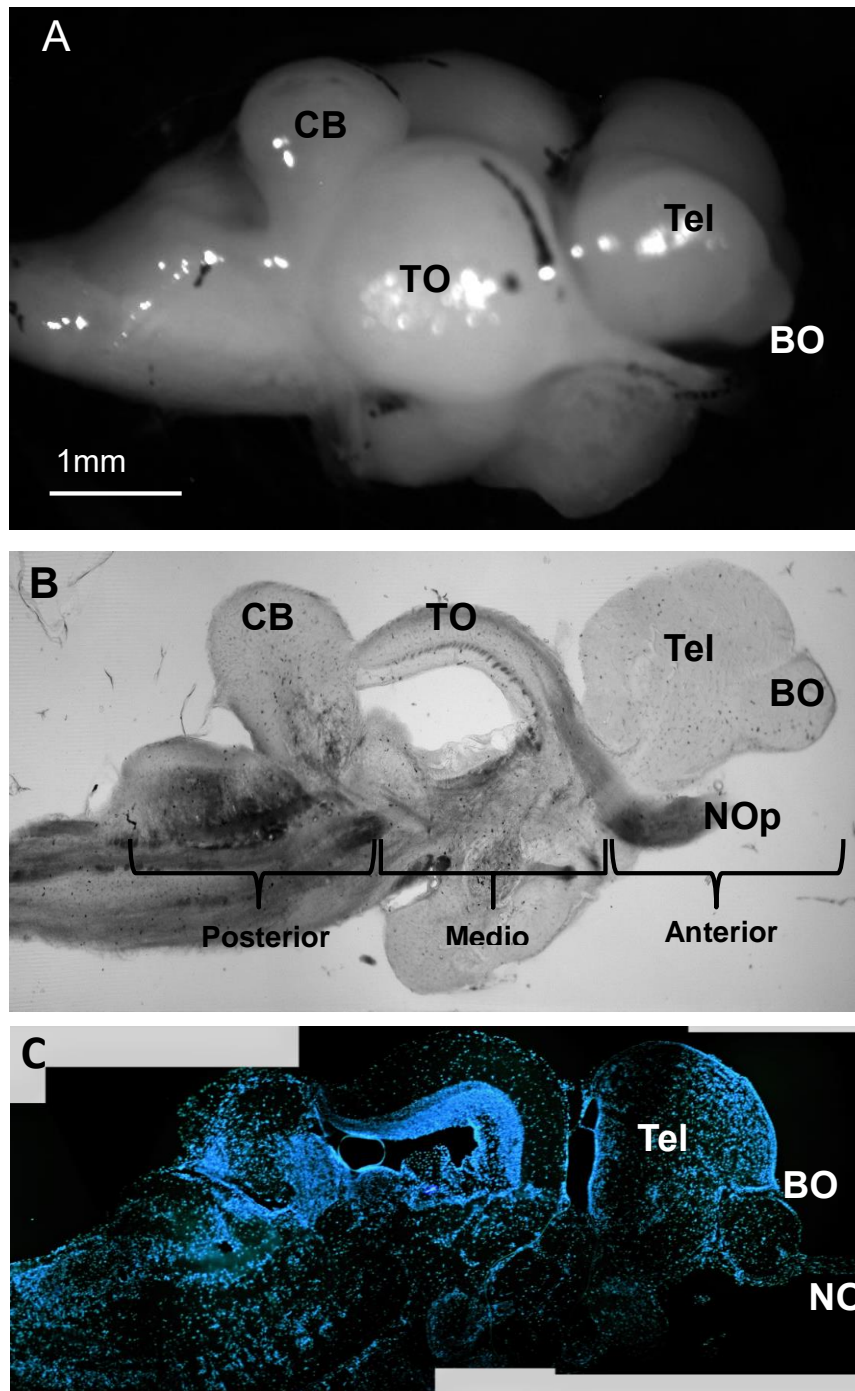 A
CB
Tel
TO
BO
1mm
B
CB
TO
Tel
BO
NOp
Posterior
Medio
Anterior
C
Tel
BO
NO